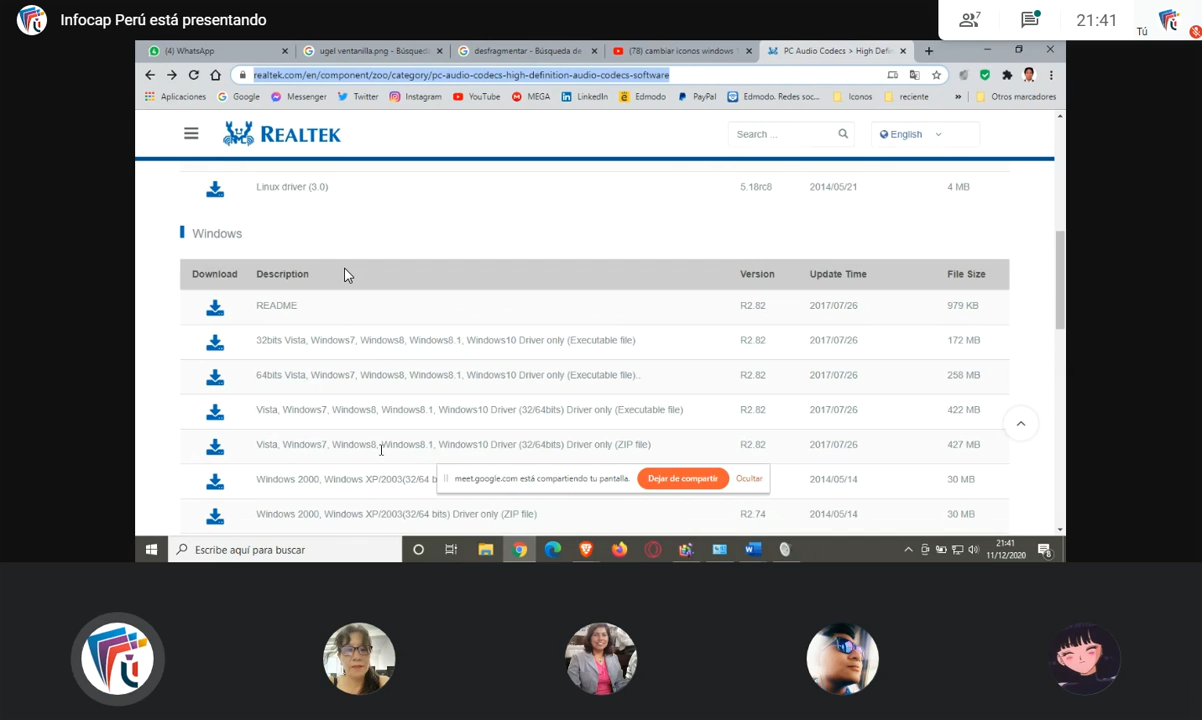 Infocap Perú está presentando
7
21:41
Tú
(4) WhatsApp
ugel ventanilla.png - Búsqued
desfragmentar - Búsqueda de
(78) cambiar iconos windows
PC Audio Codecs > High Defi
realtek.com/en/component/zoo/category/pc-audio-codecs-high-definition-audio-codecs-software
Aplicaciones
Google
Messenger
Twitter
Instagram
YouTube
MEGA
LinkedIn
Edmodo
PayPal
Edmodo. Redes soc...
Iconos
reciente
»
Otros marcadores
REALTEK
Search ...
English
Linux driver (3.0) 5.18rc8 2014/05/21 4 MB
Windows
Download Description Version Update Time File Size
README R2.82 2017/07/26 979 KB
32bits Vista, Windows7, Windows8, Windows8.1, Windows10 Driver only (Executable file) R2.82 2017/07/26 172 MB
64bits Vista, Windows7, Windows8, Windows8.1, Windows10 Driver only (Executable file).. R2.82 2017/07/26 258 MB
Vista, Windows7, Windows8, Windows8.1, Windows10 Driver (32/64bits) Driver only (Executable file) R2.82 2017/07/26 422 MB
Vista, Windows7, Windows8, Windows8.1, Windows10 Driver (32/64bits) Driver only (ZIP file) R2.82 2017/07/26 427 MB
Windows 2000, Windows XP/2003(32/64 b 2014/05/14 30 MB
meet.google.com está compartiendo tu pantalla.
Dejar de compartir
Ocultar
Windows 2000, Windows XP/2003(32/64 bits) Driver only (ZIP file) R2.74 2014/05/14 30 MB
Escribe aquí para buscar
21:41
11/12/2020
8